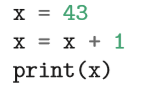 x = 43
x = x + 1
print(x)